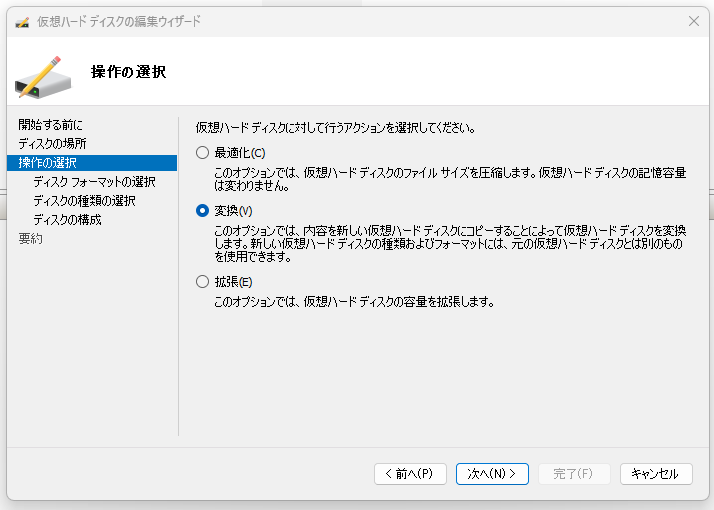 仮想ハード ディスクの編集ウィザード
操作の選択
開始する前に
ディスクの場所
操作の選択
ディスク フォーマットの選択
ディスクの種類の選択
ディスクの構成
要約
仮想ハード ディスクに対して行うアクションを選択してください。
最適化(C)
このオプションでは、仮想ハード ディスクのファイル サイズを圧縮します。仮想ハード ディスクの記憶容量
は変わりません。
変換(V)
このオプションでは、内容を新しい仮想ハード ディスクにコピーすることによって仮想ハード ディスクを変換
します。新しい仮想ハード ディスクの種類およびフォーマットには、元の仮想ハード ディスクとは別のもの
を使用できます。
拡張(E)
このオプションでは、仮想ハード ディスクの容量を拡張します。
< 前へ(P)
次へ(N) >
完了(F)
キャンセル